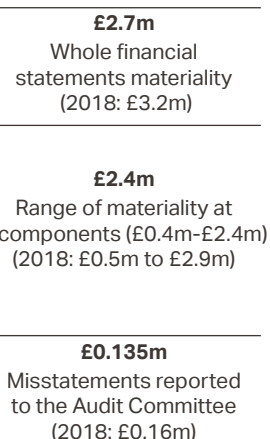 £2.7m
Whole financial
statements materiality
(2018: £3.2m)
£2.4m
Range of materiality at
components (£0.4m-£2.4m)
(2018: £0.5m to £2.9m)
£0.135m
Misstatements reported
to the Audit Committee
(2018: £0.16m)